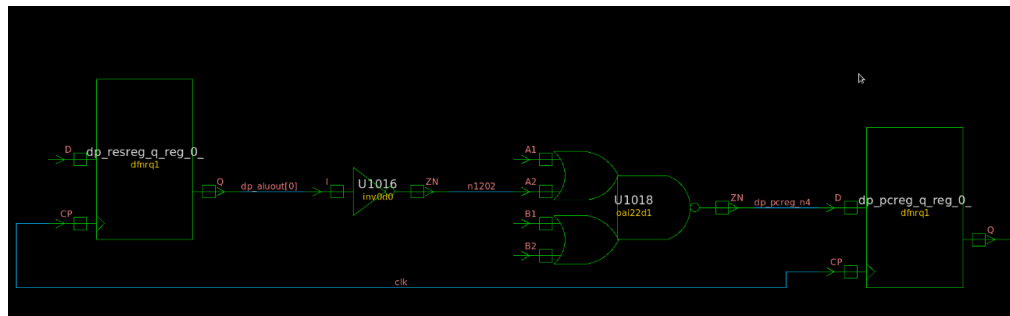 D
dp_resreg_q_reg_0_
dfnrq1
CP
Q
dp_aluout[0]
I
U1016
inv0d0
ZN
n1202
A1
A2
B1
B2
U1018
oai22d1
ZN
dp_pcreg_n4
D
dp_pcreg_q_reg_0_
dfnrq1
CP
Q
clk